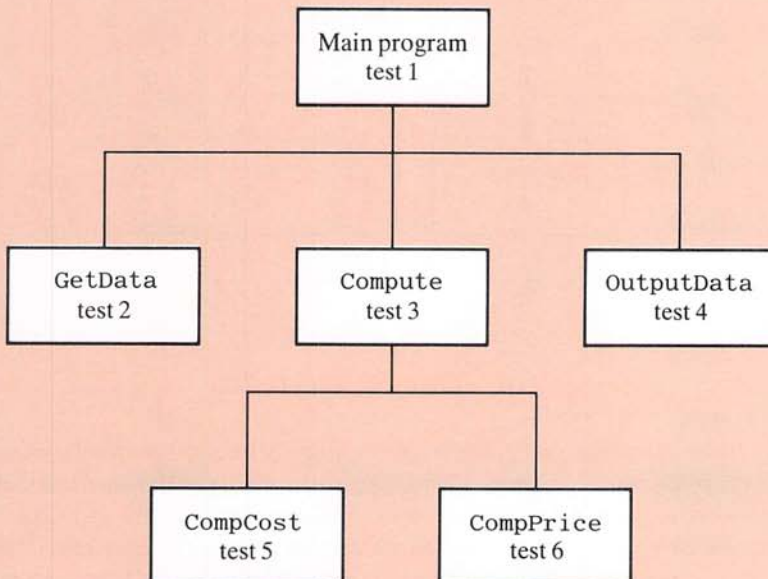 Main program
test 1
GetData
test 2
Compute
test 3
OutputData
test 4
CompCost
test 5
CompPrice
test 6